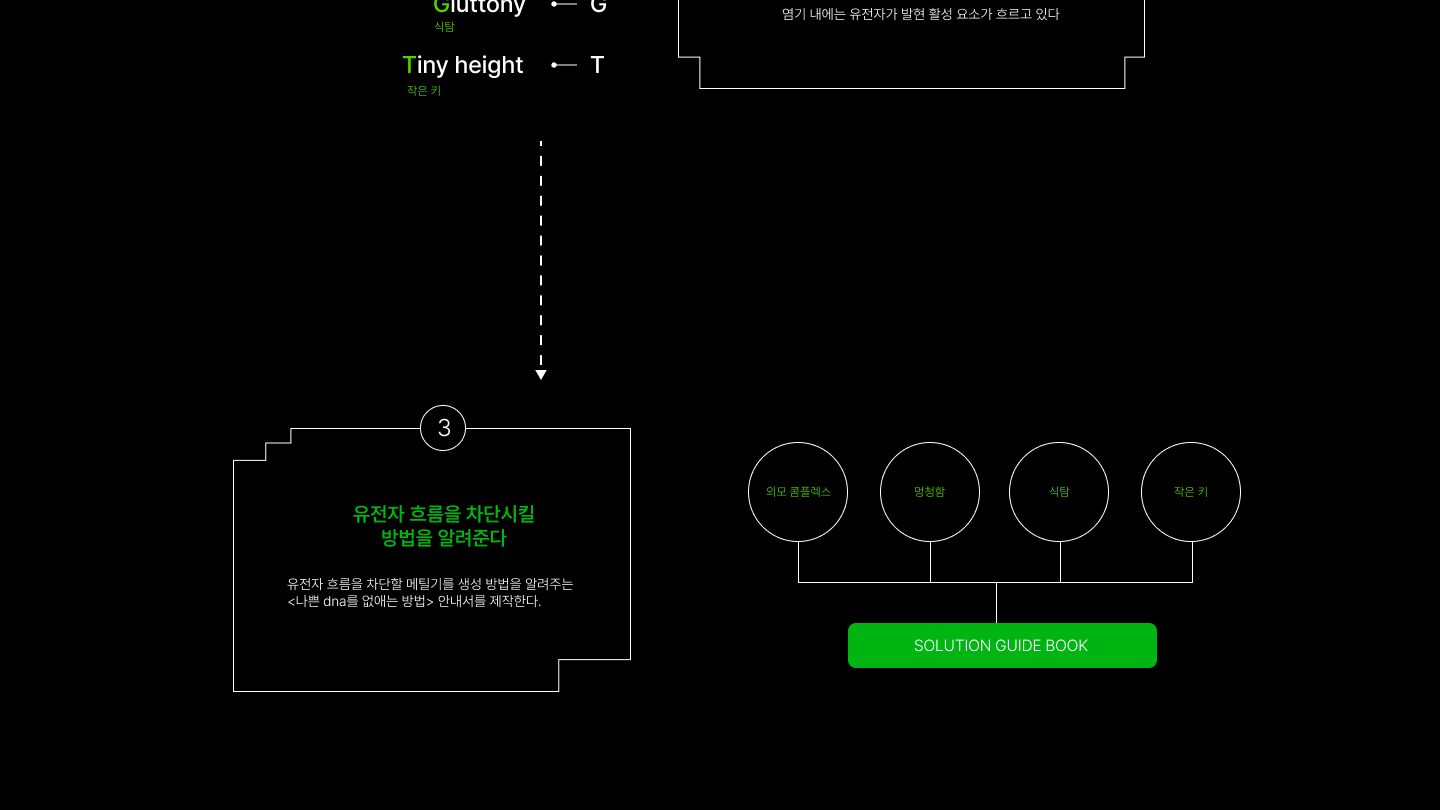 Gluttony G
식탐
염기 내에는 유전자가 발현 활성 요소가 흐르고 있다
Tiny height T
작은 키
3
유전자 흐름을 차단시킬
방법을 알려준다
유전자 흐름을 차단할 메틸기를 생성 방법을 알려주는
<나쁜 dna를 없애는 방법> 안내서를 제작한다.
외모 콤플렉스
멍청함
식탐
작은 키
SOLUTION GUIDE BOOK